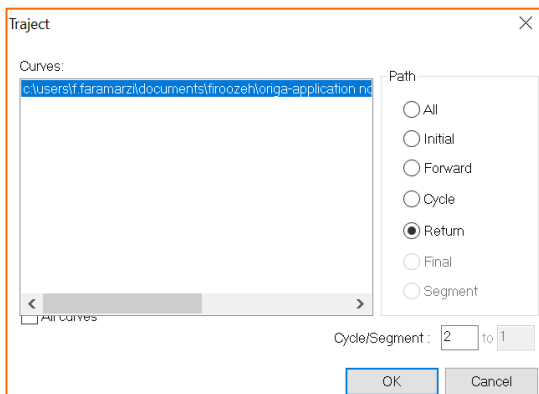 Traject
Curves:
c:\users\f.faramarzi\documents\firoozeh\origa-application no
All curves
Path
All
Initial
Forward
Cycle
Return
Final
Segment
Cycle/Segment : 2 to 1
OK Cancel